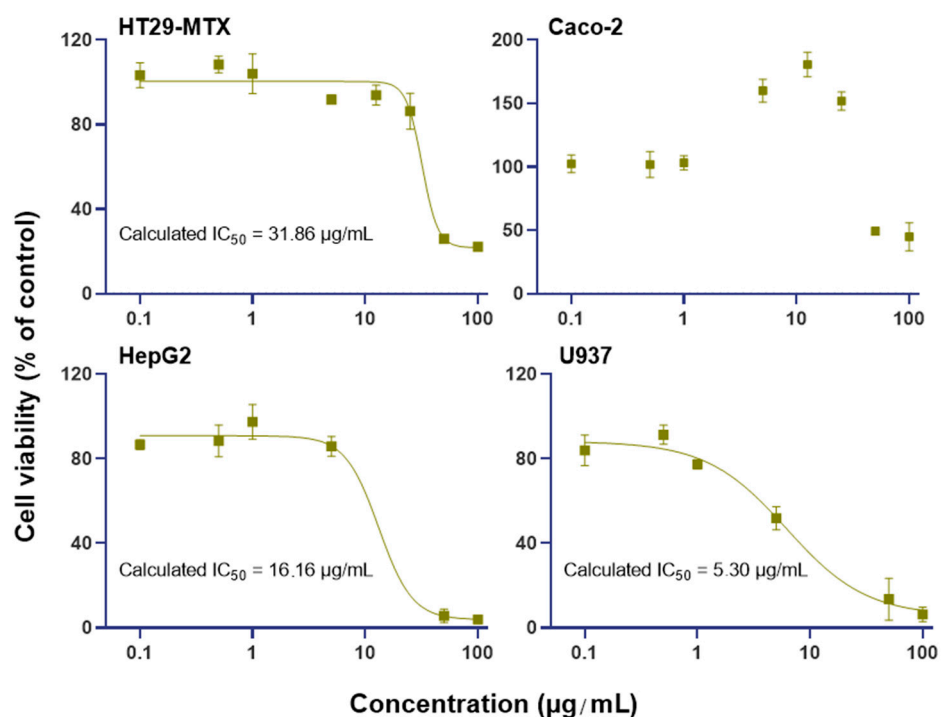 HT29-MTX
120
80
40
0
Calculated IC₅₀ = 31.86 µg/mL
0.1 1 10 100
Caco-2
200
150
100
50
0
0.1 1 10 100
HepG2
120
80
40
0
Calculated IC₅₀ = 16.16 µg/mL
0.1 1 10 100
U937
120
80
40
0
Calculated IC₅₀ = 5.30 µg/mL
0.1 1 10 100
Cell viability (% of control)
Concentration (µg/mL)